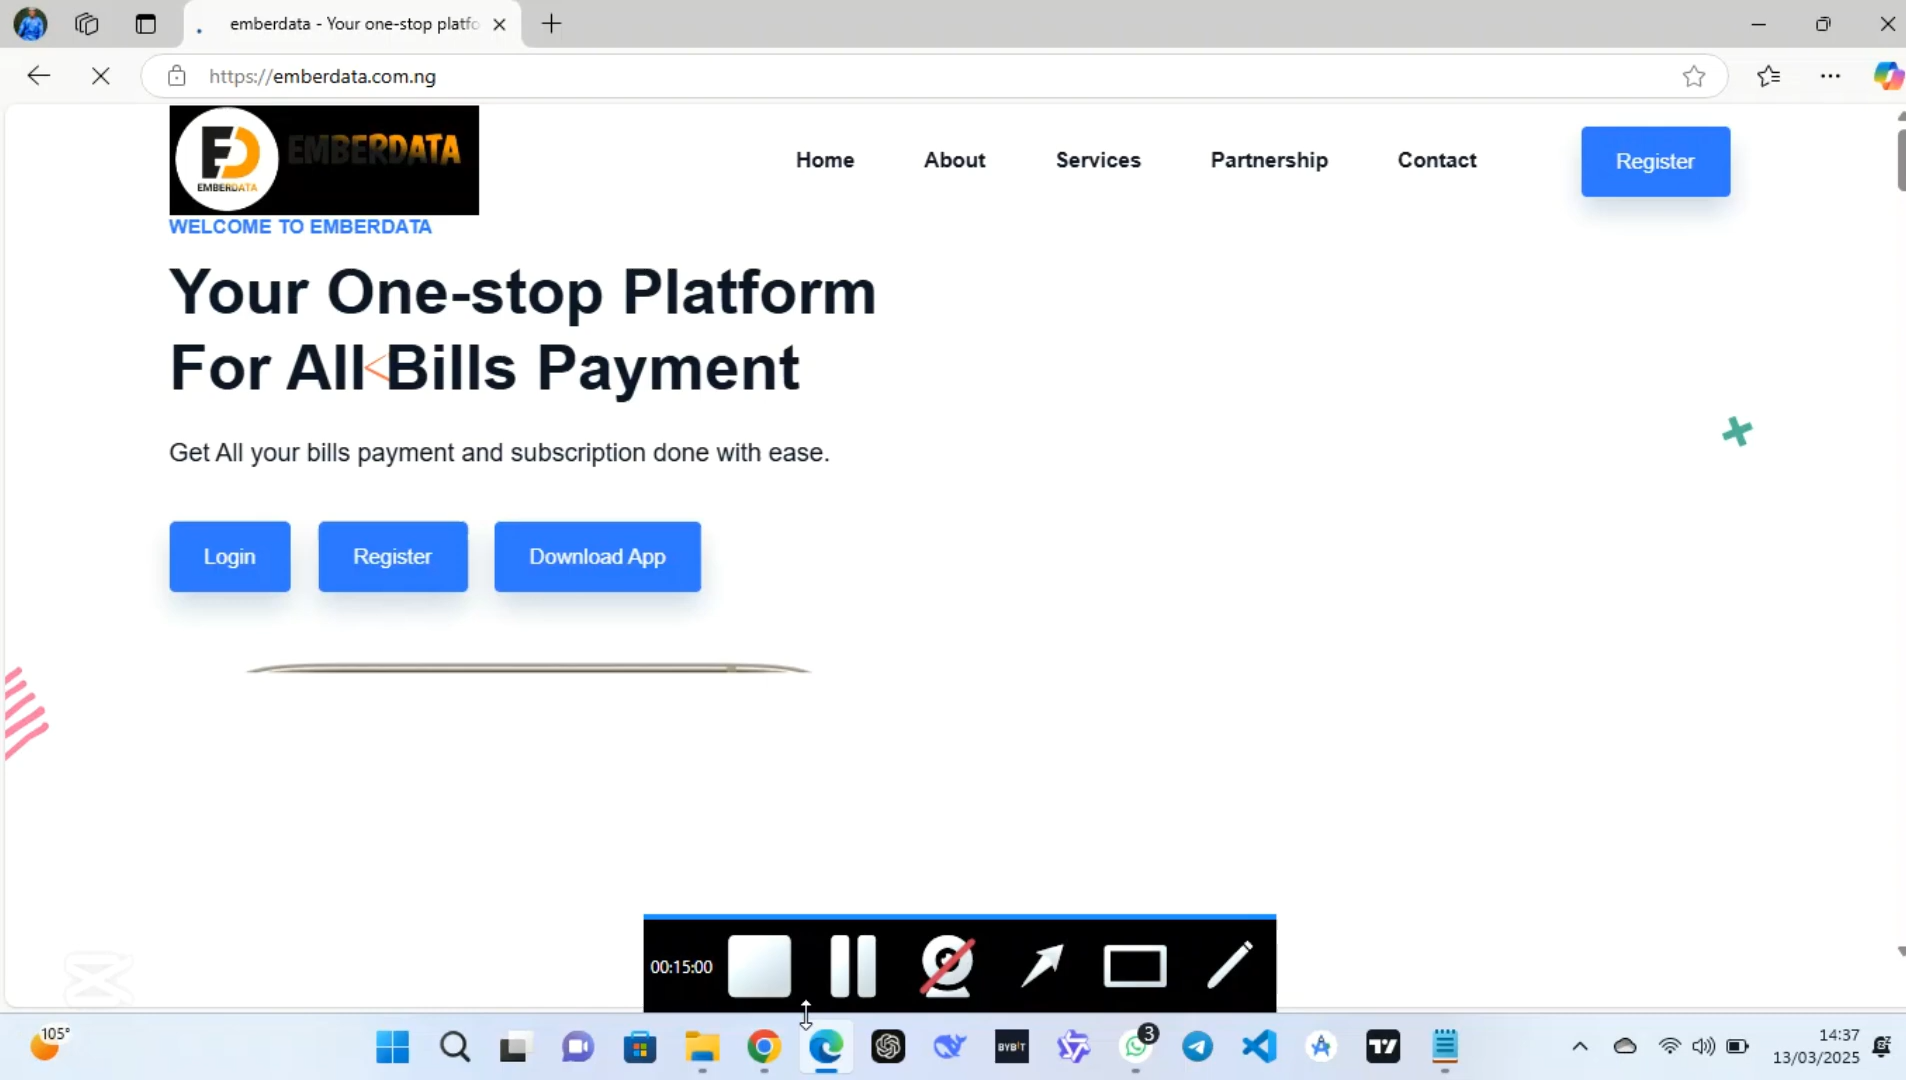 emberdata - Your one-stop platfo
https://emberdata.com.ng
EMBERDATA
EMBERDATA
Home About Services Partnership Contact Register
WELCOME TO EMBERDATA
Your One-stop Platform
For All Bills Payment
Get All your bills payment and subscription done with ease.
Login Register Download App
00:15:00
105°
BYBIT
3
14:37
13/03/2025